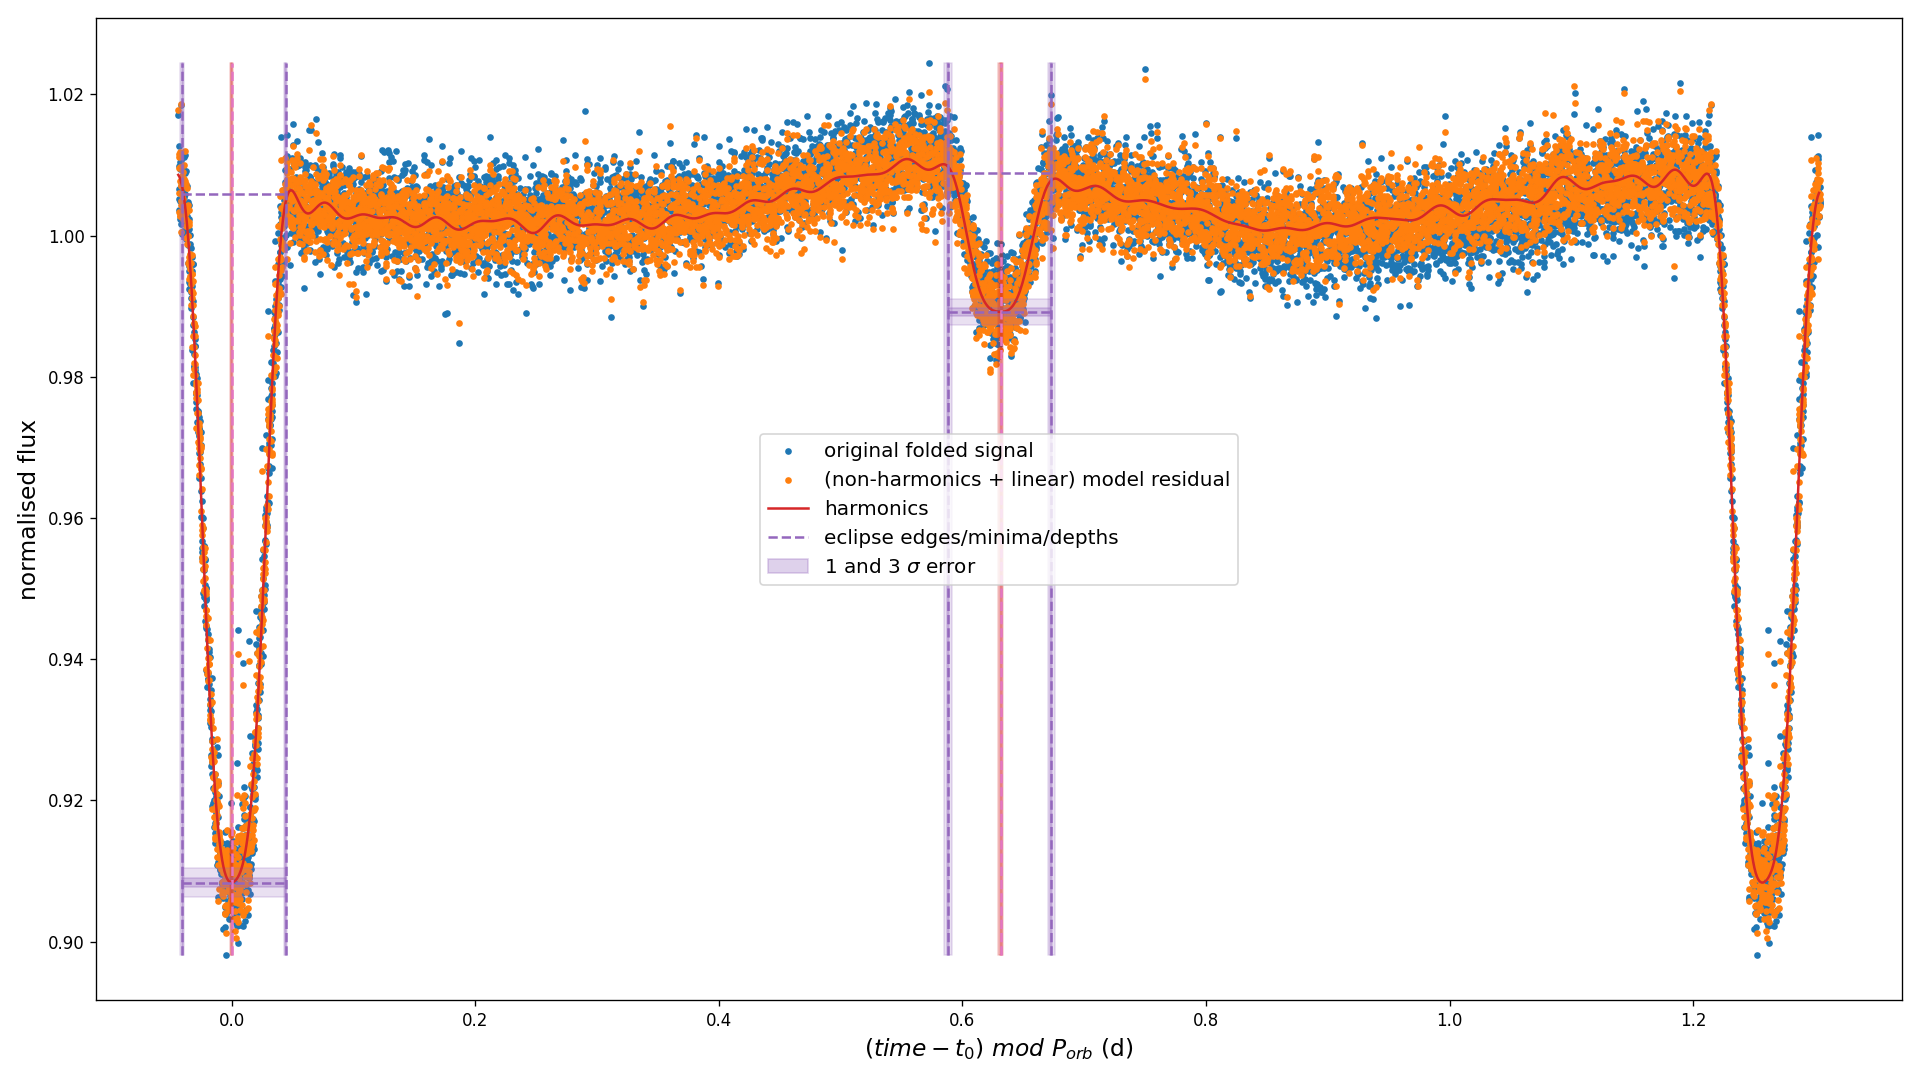 normalised flux
1.02
1.00
0.98
0.96
0.94
0.92
0.90
original folded signal
(non-harmonics + linear) model residual
harmonics
eclipse edges/minima/depths
1 and 3 σ error
0.0 0.2 0.4 0.6 0.8 1.0 1.2
(time − t₀) mod Pₒᵣ_b (d)